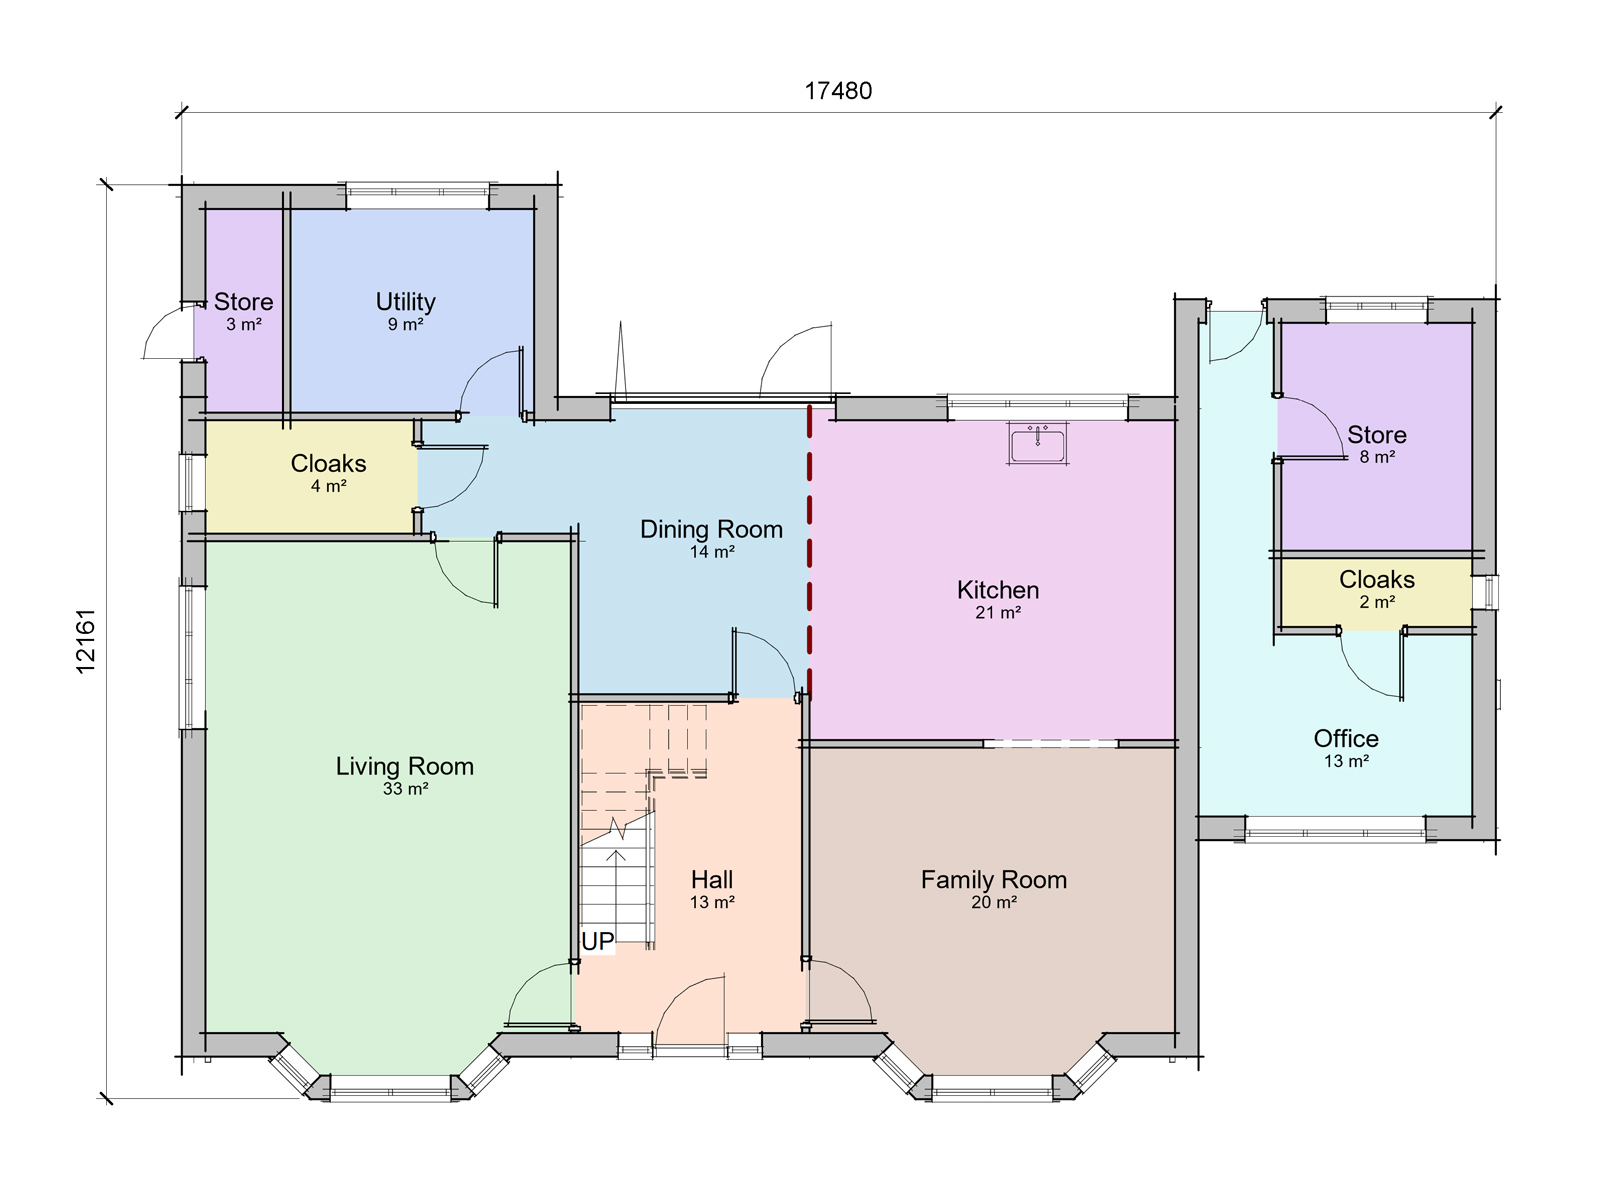 17480
12161
Store
3 m²
Utility
9 m²
Cloaks
4 m²
Dining Room
14 m²
Kitchen
21 m²
Store
8 m²
Cloaks
2 m²
Office
13 m²
Living Room
33 m²
Hall
13 m²
UP
Family Room
20 m²